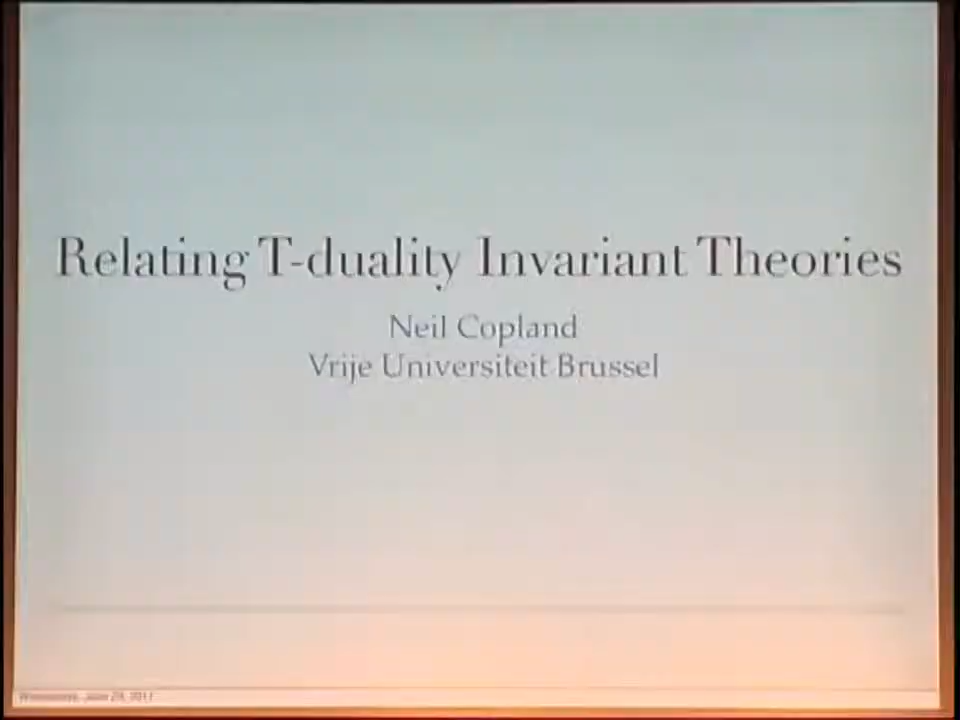 Relating T-duality Invariant Theories
Neil Copland
Vrije Universiteit Brussel